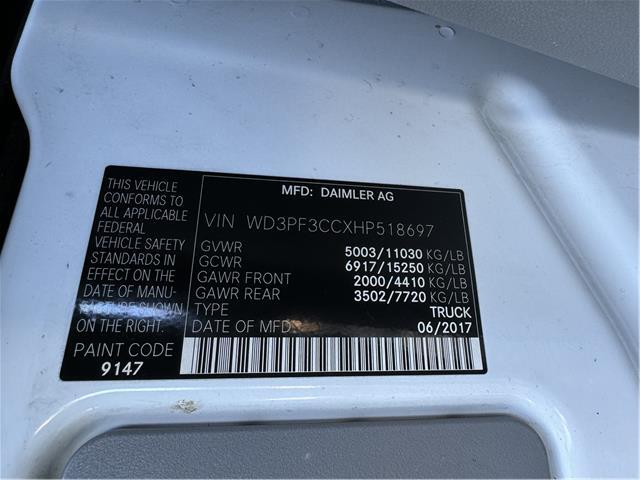 THIS VEHICLE
CONFORMS TO
ALL APPLICABLE
FEDERAL
VEHICLE SAFETY
STANDARDS IN
EFFECT ON THE
DATE OF MANU-
FACTURE SHOWN
ON THE RIGHT.
PAINT CODE
9147
MFD: DAIMLER AG
VIN WD3PF3CCXHP518697
GVWR 5003/11030 KG/LB
GCWR 6917/15250 KG/LB
GAWR FRONT 2000/4410 KG/LB
GAWR REAR 3502/7720 KG/LB
TYPE TRUCK
DATE OF MFD. 06/2017